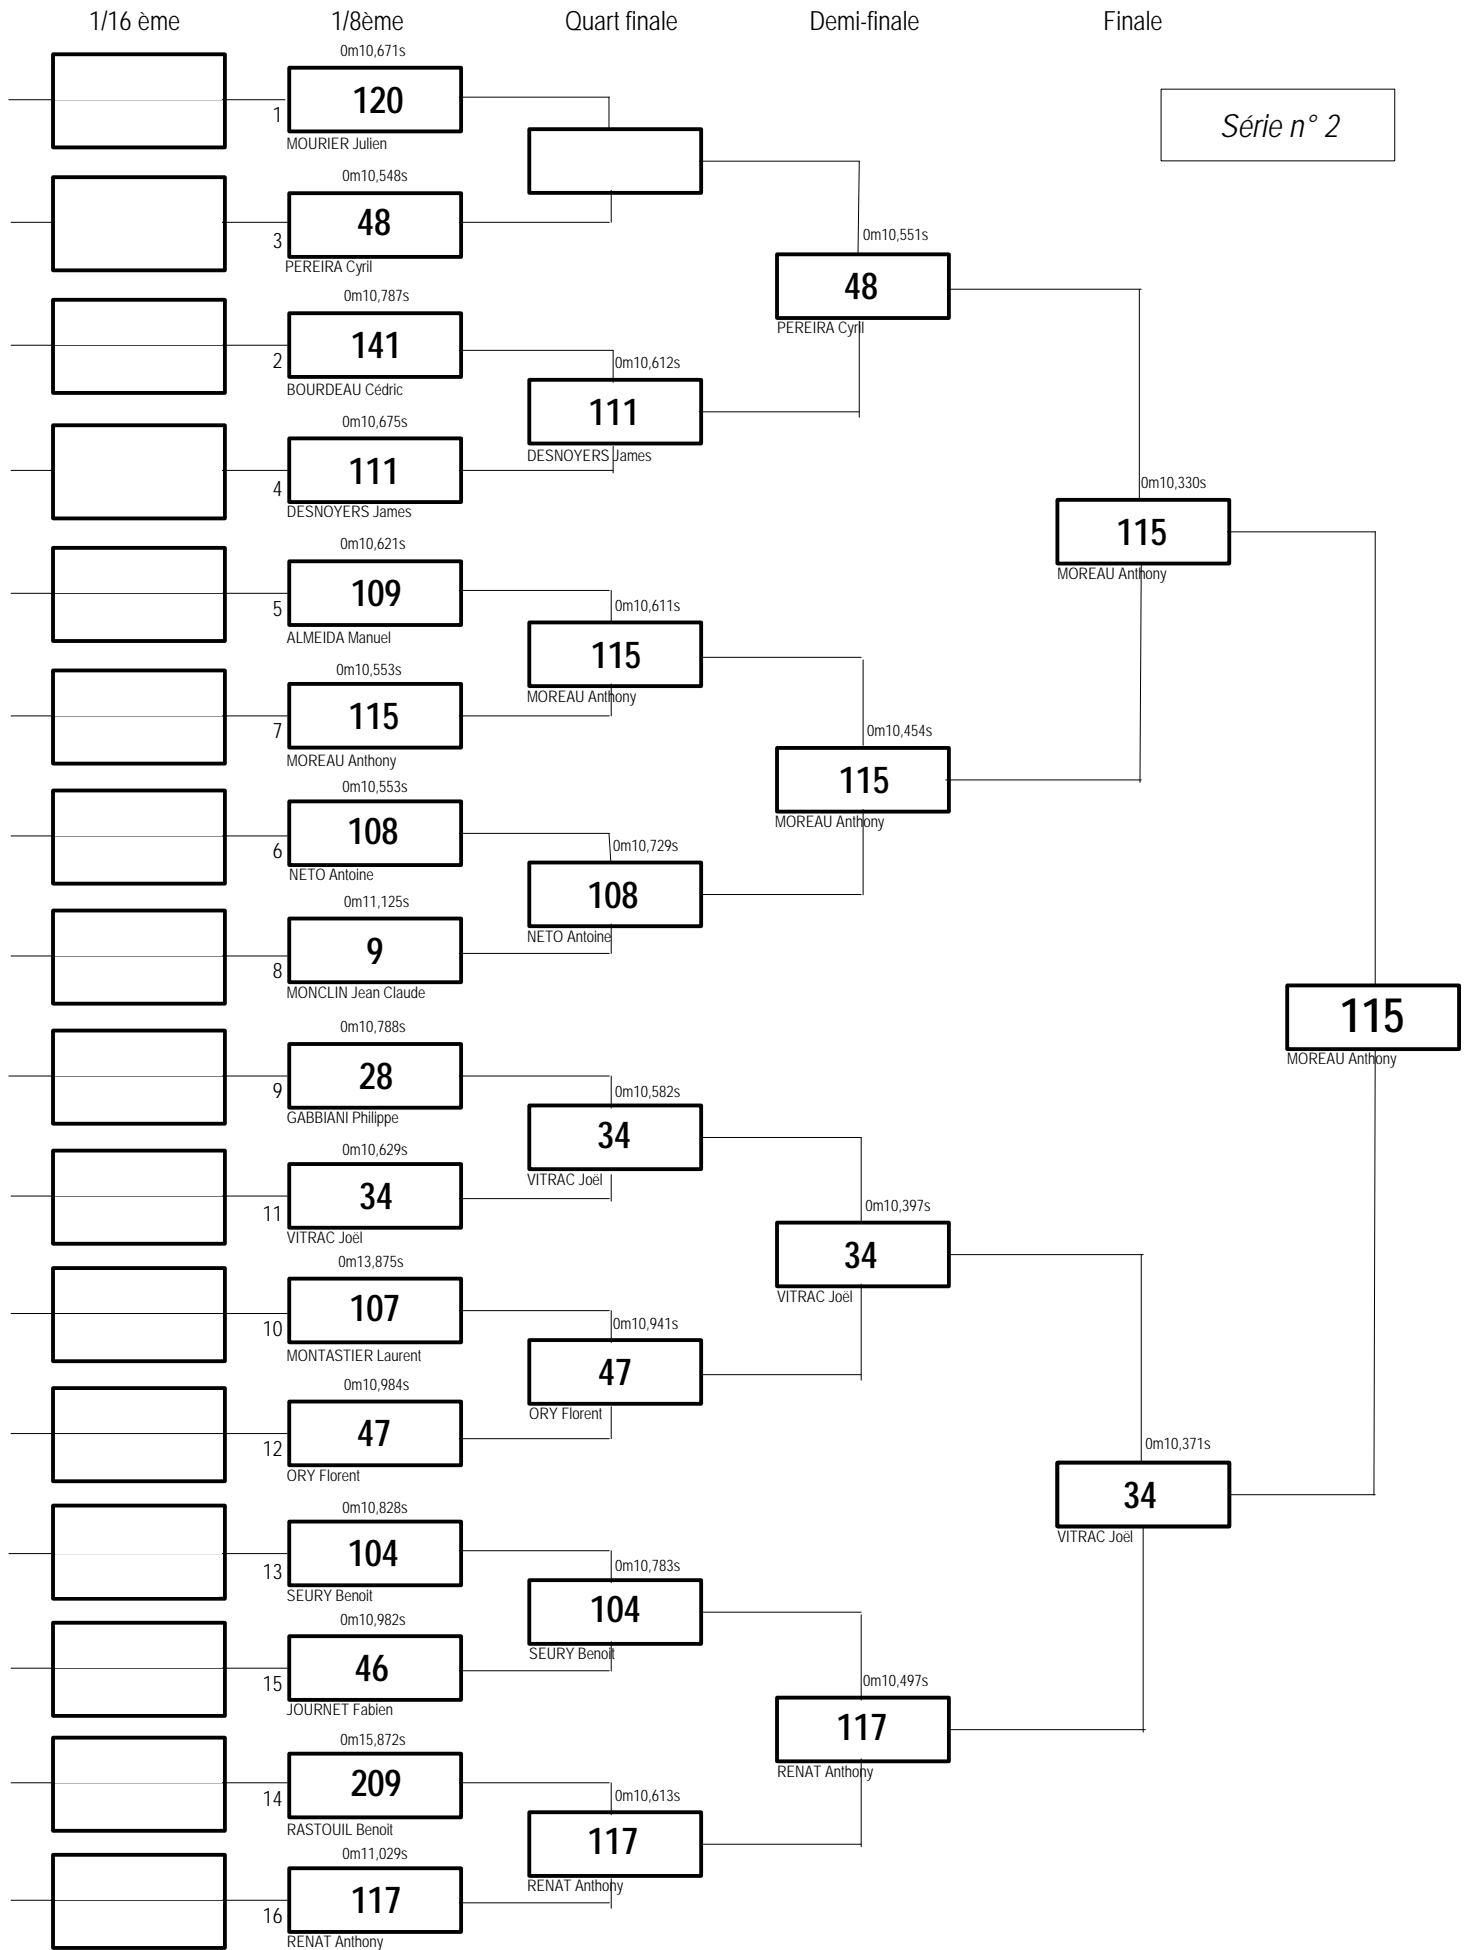 1/16 ème
1/8ème
Quart finale
Demi-finale
Finale
Série n° 2
0m10,671s
1
120
MOURIER Julien
0m10,548s
3
48
PEREIRA Cyril
0m10,787s
2
141
BOURDEAU Cédric
0m10,675s
4
111
DESNOYERS James
0m10,621s
5
109
ALMEIDA Manuel
0m10,553s
7
115
MOREAU Anthony
0m10,553s
6
108
NETO Antoine
0m11,125s
8
9
MONCLIN Jean Claude
0m10,788s
9
28
GABBIANI Philippe
0m10,629s
11
34
VITRAC Joël
0m13,875s
10
107
MONTASTIER Laurent
0m10,984s
12
47
ORY Florent
0m10,828s
13
104
SEURY Benoit
0m10,982s
15
46
JOURNET Fabien
0m15,872s
14
209
RASTOUIL Benoit
0m11,029s
16
117
RENAT Anthony
0m10,612s
111
DESNOYERS James
0m10,611s
115
MOREAU Anthony
0m10,729s
108
NETO Antoine
0m10,582s
34
VITRAC Joël
0m10,941s
47
ORY Florent
0m10,783s
104
SEURY Benoit
0m10,613s
117
RENAT Anthony
0m10,551s
48
PEREIRA Cyril
0m10,454s
115
MOREAU Anthony
0m10,397s
34
VITRAC Joël
0m10,497s
117
RENAT Anthony
0m10,330s
115
MOREAU Anthony
0m10,371s
34
VITRAC Joël
115
MOREAU Anthony